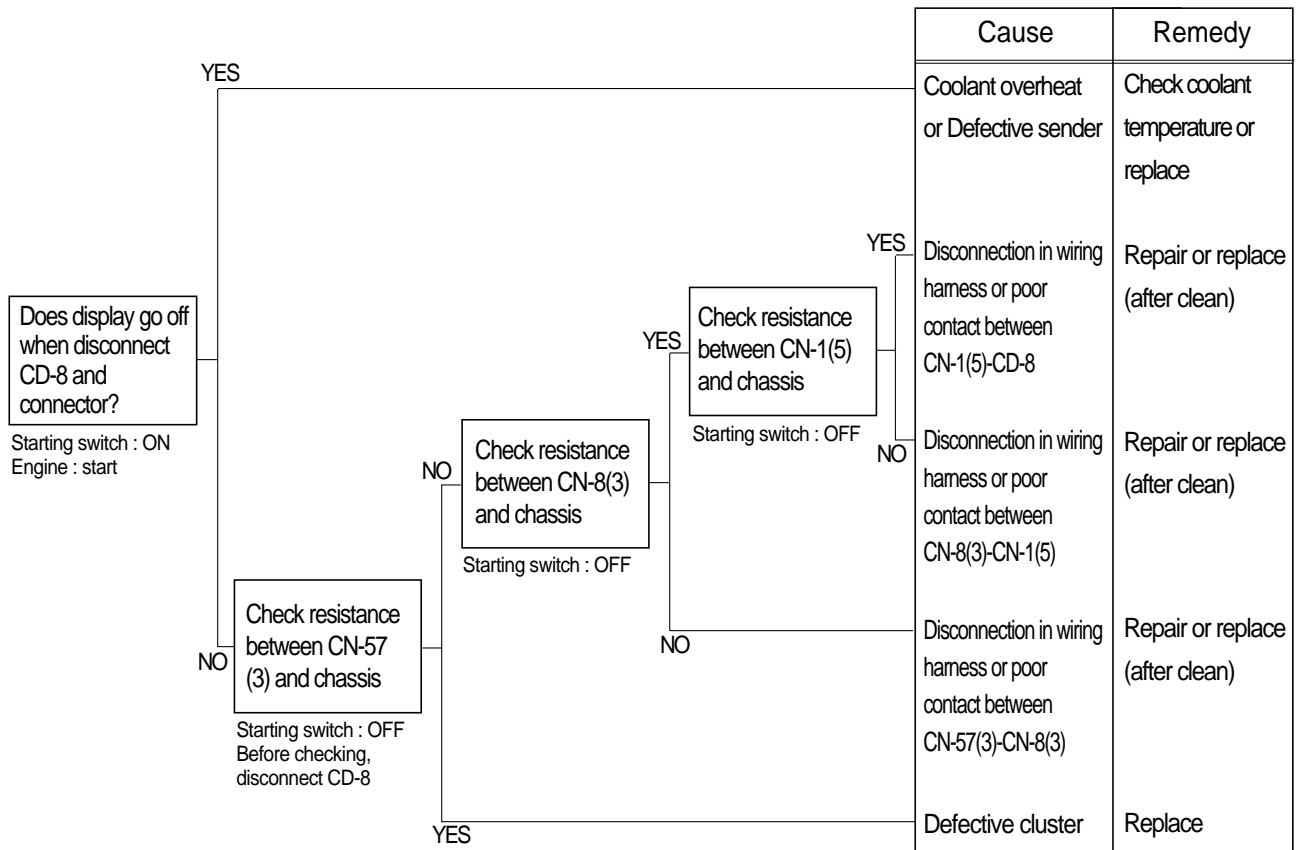 Cause
Remedy
YES
Coolant overheat
or Defective sender
Check coolant
temperature or
replace
Does display go off
when disconnect
CD-8 and
connector?
Starting switch : ON
Engine : start
NO
Check resistance
between CN-57
(3) and chassis
Starting switch : OFF
Before checking,
disconnect CD-8
NO
Check resistance
between CN-8(3)
and chassis
Starting switch : OFF
YES
Check resistance
between CN-1(5)
and chassis
Starting switch : OFF
YES
Disconnection in wiring
harness or poor
contact between
CN-1(5)-CD-8
Repair or replace
(after clean)
NO
Disconnection in wiring
harness or poor
contact between
CN-8(3)-CN-1(5)
Repair or replace
(after clean)
NO
Disconnection in wiring
harness or poor
contact between
CN-57(3)-CN-8(3)
Repair or replace
(after clean)
YES
Defective cluster
Replace